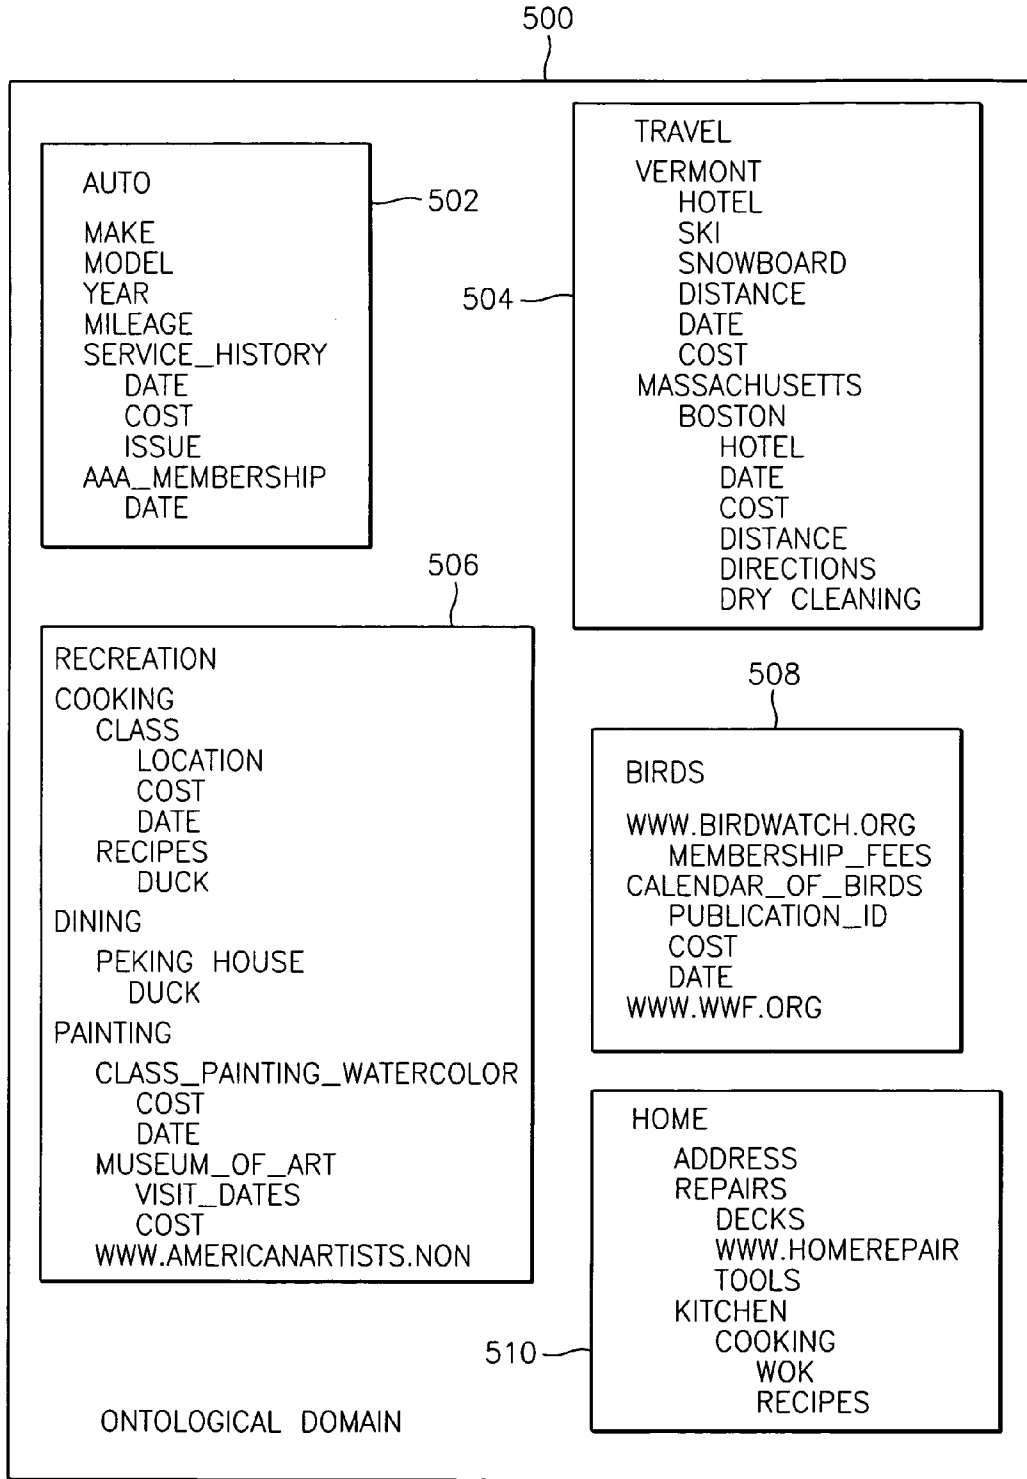 500
AUTO
MAKE
MODEL
YEAR
MILEAGE
SERVICE_HISTORY
DATE
COST
ISSUE
AAA_MEMBERSHIP
DATE
502
TRAVEL
VERMONT
HOTEL
SKI
SNOWBOARD
DISTANCE
DATE
COST
MASSACHUSETTS
BOSTON
HOTEL
DATE
COST
DISTANCE
DIRECTIONS
DRY CLEANING
504
506
RECREATION
COOKING
CLASS
LOCATION
COST
DATE
RECIPES
DUCK
DINING
PEKING HOUSE
DUCK
PAINTING
CLASS_PAINTING_WATERCOLOR
COST
DATE
MUSEUM_OF_ART
VISIT_DATES
COST
WWW.AMERICANARTISTS.NON
508
BIRDS
WWW.BIRDWATCH.ORG
MEMBERSHIP_FEES
CALENDAR_OF_BIRDS
PUBLICATION_ID
COST
DATE
WWW.WWF.ORG
HOME
ADDRESS
REPAIRS
DECKS
WWW.HOMEREPAIR
TOOLS
KITCHEN
COOKING
WOK
RECIPES
510
ONTOLOGICAL DOMAIN